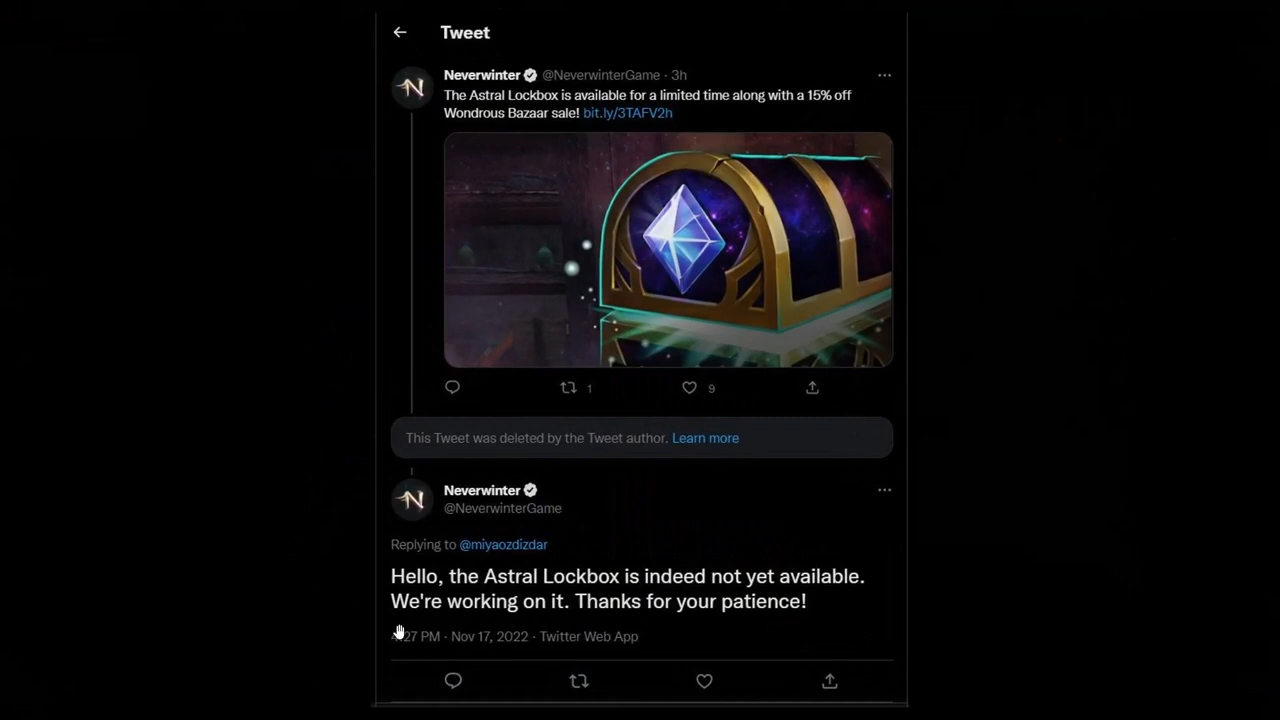 Tweet
Neverwinter @NeverwinterGame · 3h
The Astral Lockbox is available for a limited time along with a 15% off
Wondrous Bazaar sale! bit.ly/3TAFV2h
1
9
This Tweet was deleted by the Tweet author. Learn more
Neverwinter
@NeverwinterGame
Replying to @miyaozdizdar
Hello, the Astral Lockbox is indeed not yet available.
We're working on it. Thanks for your patience!
PM · Nov 17, 2022 · Twitter Web App